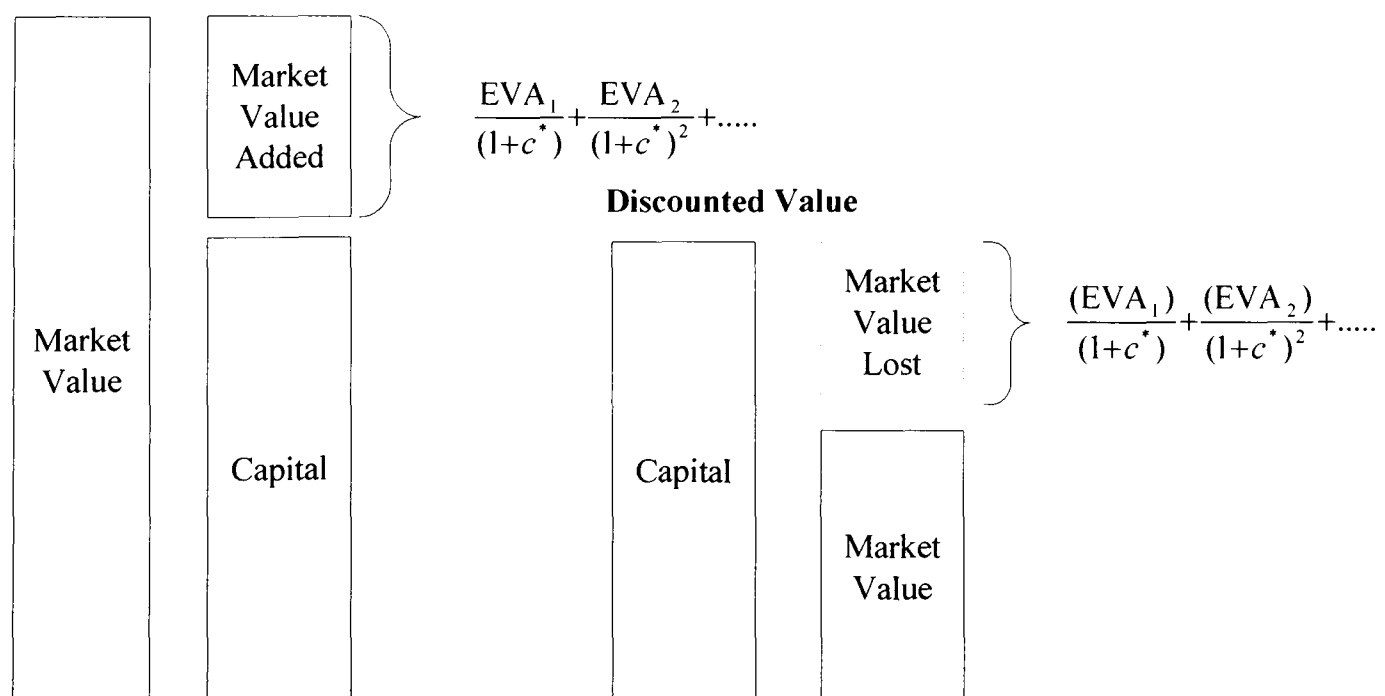 Market
Value
Added
EVA₁/(1+c*) + EVA₂/(1+c*)² + .....
Discounted Value
Market
Value
Lost
(EVA₁)/(1+c*) + (EVA₂)/(1+c*)² + .....
Market
Value
Capital
Capital
Market
Value